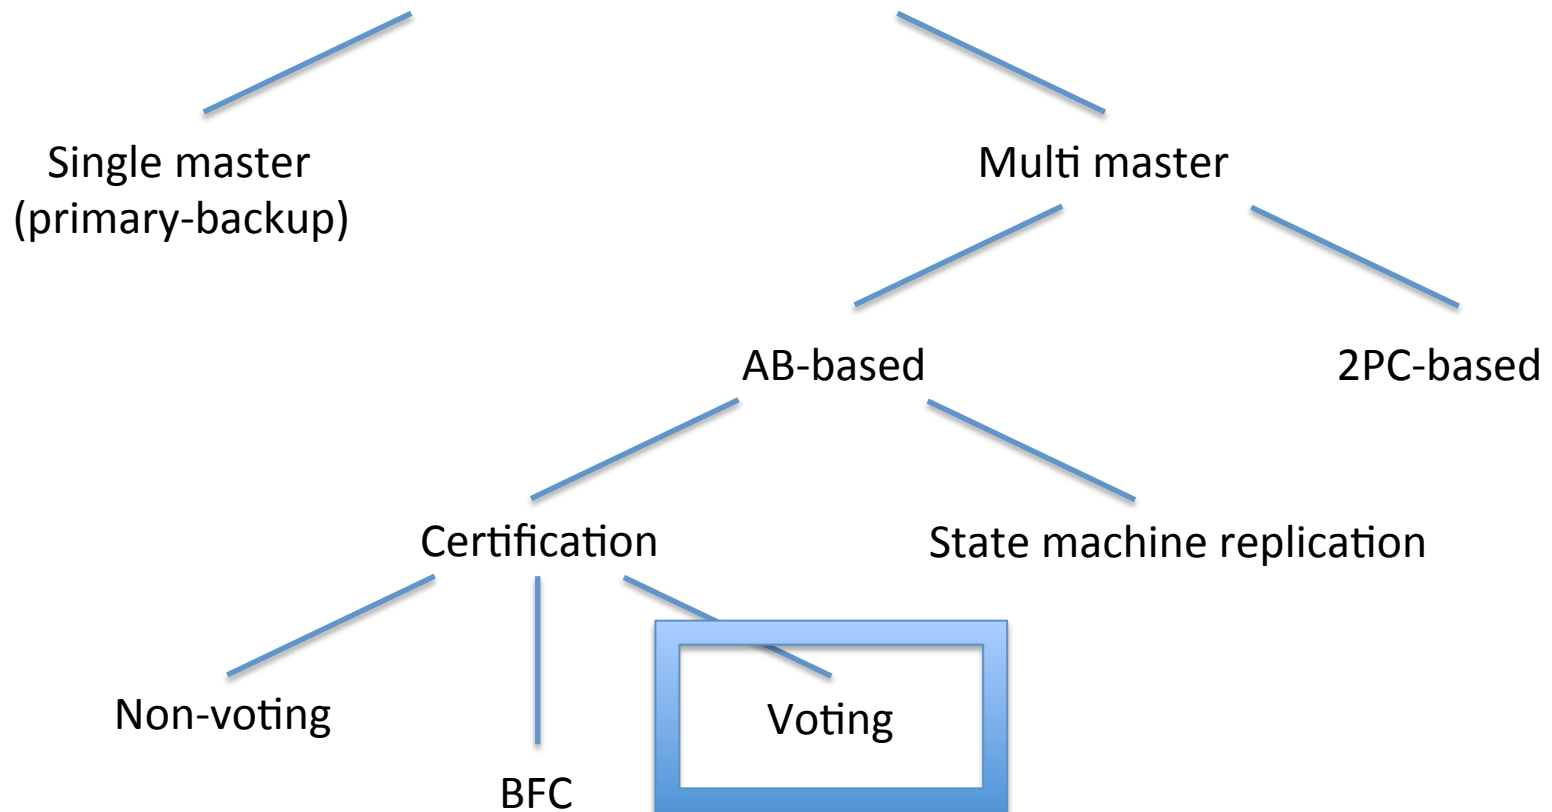 Single master
(primary-backup)
Multi master
AB-based
2PC-based
Certification
State machine replication
Non-voting
Voting
BFC